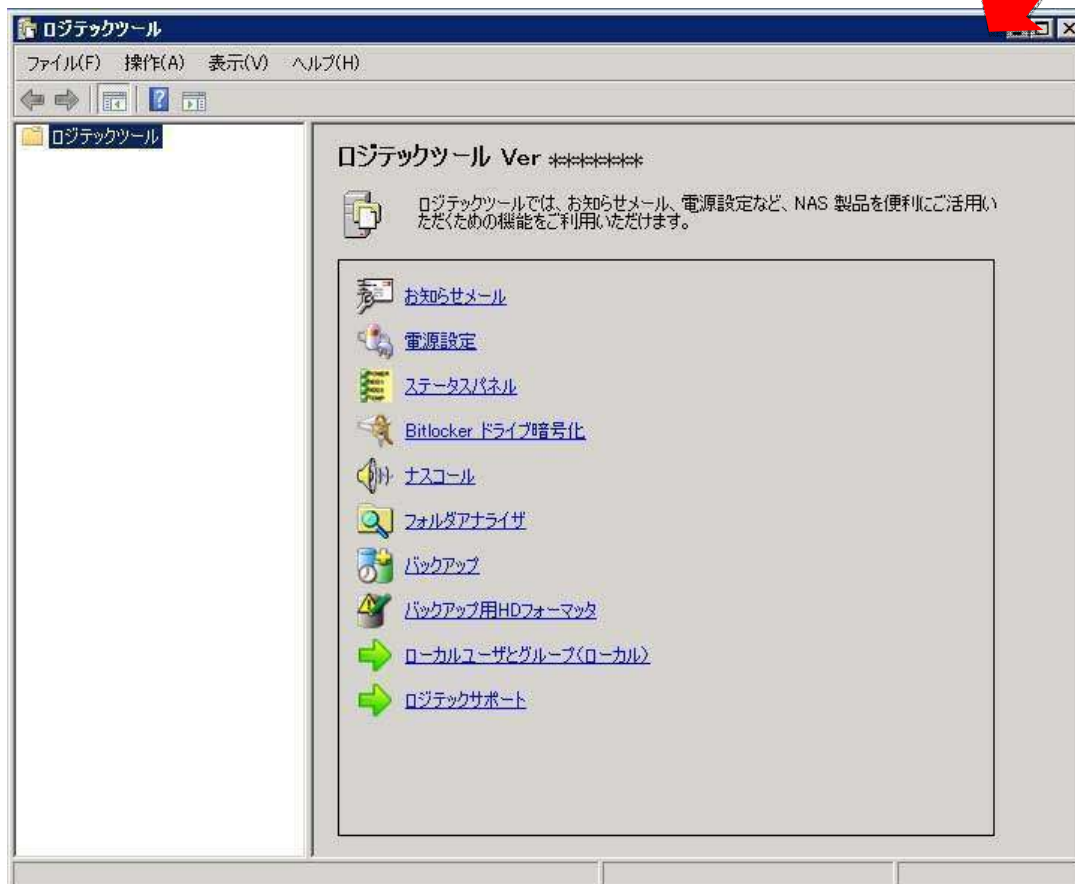 ロジテックツール
ファイル(F) 操作(A) 表示(V) ヘルプ(H)
ロジテックツール
ロジテックツール Ver ********
ロジテックツールでは、お知らせメール、電源設定など、NAS 製品を便利にご活用い
ただくための機能をご利用いただけます。
お知らせメール
電源設定
ステータスパネル
Bitlocker ドライブ暗号化
ナスコール
フォルダアナライザ
バックアップ
バックアップ用HDフォーマッタ
ローカルユーザとグループ(ローカル)
ロジテックサポート